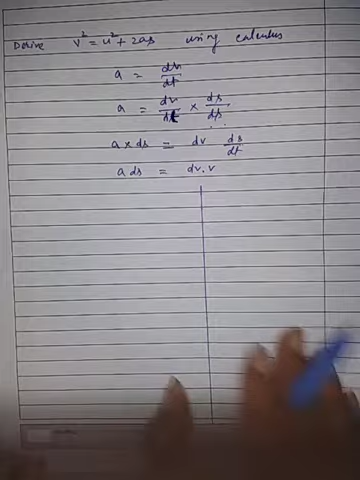 Derive v² = u² + 2as using calculus
a = dv/dt
a = dv/dt × ds/ds
a × ds = dv ds/dt
a ds = dv. v